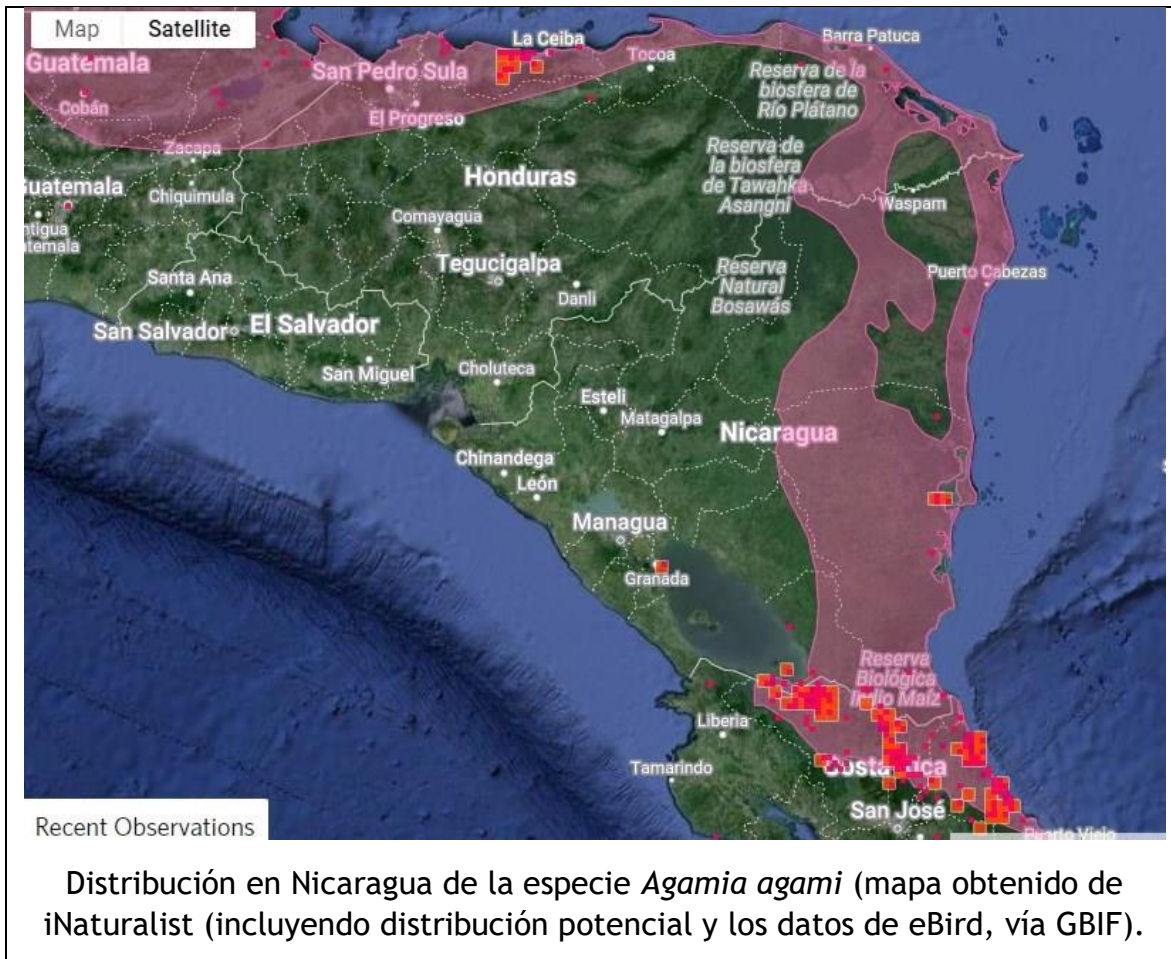 Map Satellite
Guatemala
Cobán
San Pedro Sula
El Progreso
La Ceiba
Tocoa
Barra Patuca
Reserva de la
biosfera de
Río Plátano
Zacapa
Chiquimula
Honduras
Reserva de
la biosfera
de Tawahka
Asangni
Waspam
Comayagua
Tegucigalpa
Danli
Reserva
Natural
Bosawás
Puerto Cabezas
Santa Ana
San Salvador
El Salvador
San Miguel
Choluteca
Esteli
Matagalpa
Nicaragua
Chinandega
León
Managua
Granada
Reserva
Biológica
Indio Maíz
Liberia
Tamarindo
Costa Rica
San José
Recent Observations
Distribución en Nicaragua de la especie Agamia agami (mapa obtenido de
iNaturalist (incluyendo distribución potencial y los datos de eBird, vía GBIF).